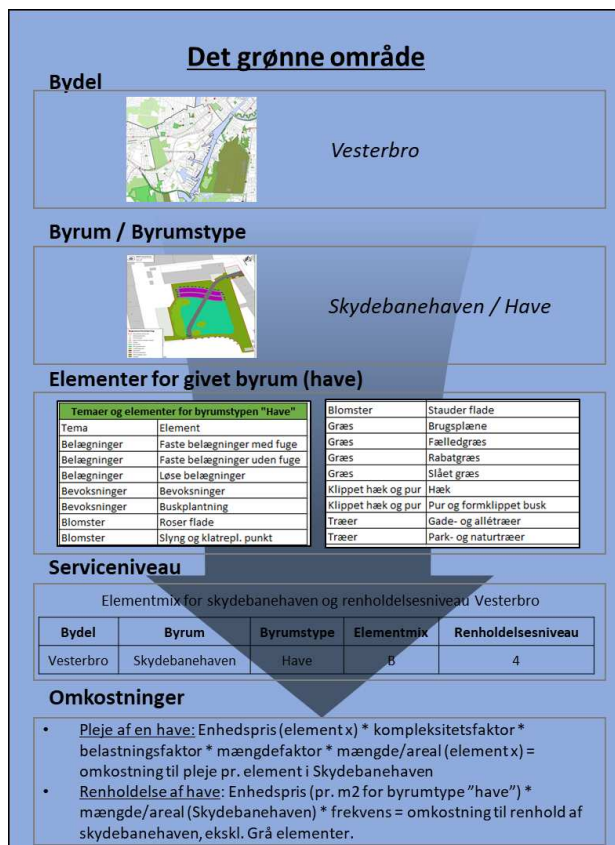 Det grønne område
Bydel
Vesterbro
Byrum / Byrumstype
Skydebanehaven / Have
Elementer for givet byrum (have)
Temaer og elementer for byrumstypen "Have"
Tema Element
Belægninger Faste belægninger med fuge
Belægninger Faste belægninger uden fuge
Belægninger Løse belægninger
Bevoksninger Bevoksninger
Bevoksninger Buskplantning
Blomster Roser flade
Blomster Slyng og klatrepl. punkt
Blomster Stauder flade
Græs Brugsplæne
Græs Fælledgræs
Græs Rabatgræs
Græs Slået græs
Klippet hæk og pur Hæk
Klippet hæk og pur Pur og formklippet busk
Træer Gade- og allétræer
Træer Park- og naturtræer
Serviceniveau
Elementmix for skydebanehaven og renholdelsesniveau Vesterbro
Bydel Byrum Byrumstype Elementmix Renholdelsesniveau
Vesterbro Skydebanehaven Have B 4
Omkostninger
• Pleje af en have: Enhedspris (element x) * kompleksitetsfaktor *
belastningsfaktor * mængdefaktor * mængde/areal (element x) =
omkostning til pleje pr. element i Skydebanehaven
• Renholdelse af have: Enhedspris (pr. m2 for byrumtype ”have”) *
mængde/areal (Skydebanehaven) * frekvens = omkostning til renhold af
skydebanehaven, ekskl. Grå elementer.